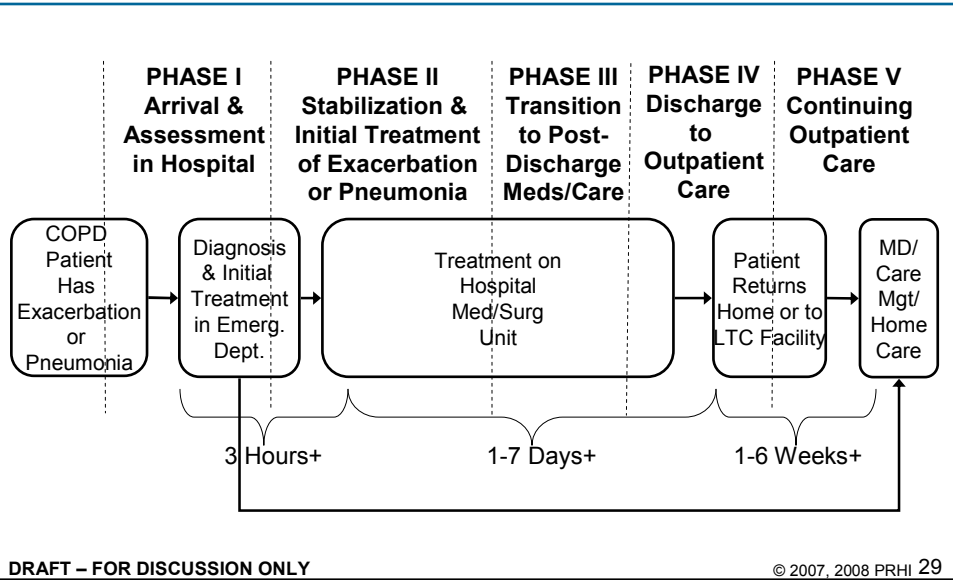 PHASE I
Arrival &
Assessment
in Hospital
PHASE II
Stabilization &
Initial Treatment
of Exacerbation
or Pneumonia
PHASE III
Transition
to Post-
Discharge
Meds/Care
PHASE IV
Discharge
to
Outpatient
Care
PHASE V
Continuing
Outpatient
Care
COPD
Patient
Has
Exacerbation
or
Pneumonia
Diagnosis
& Initial
Treatment
in Emerg.
Dept.
Treatment on
Hospital
Med/Surg
Unit
Patient
Returns
Home or to
LTC Facility
MD/
Care
Mgt/
Home
Care
3 Hours+
1-7 Days+
1-6 Weeks+
DRAFT – FOR DISCUSSION ONLY
© 2007, 2008 PRHI 29